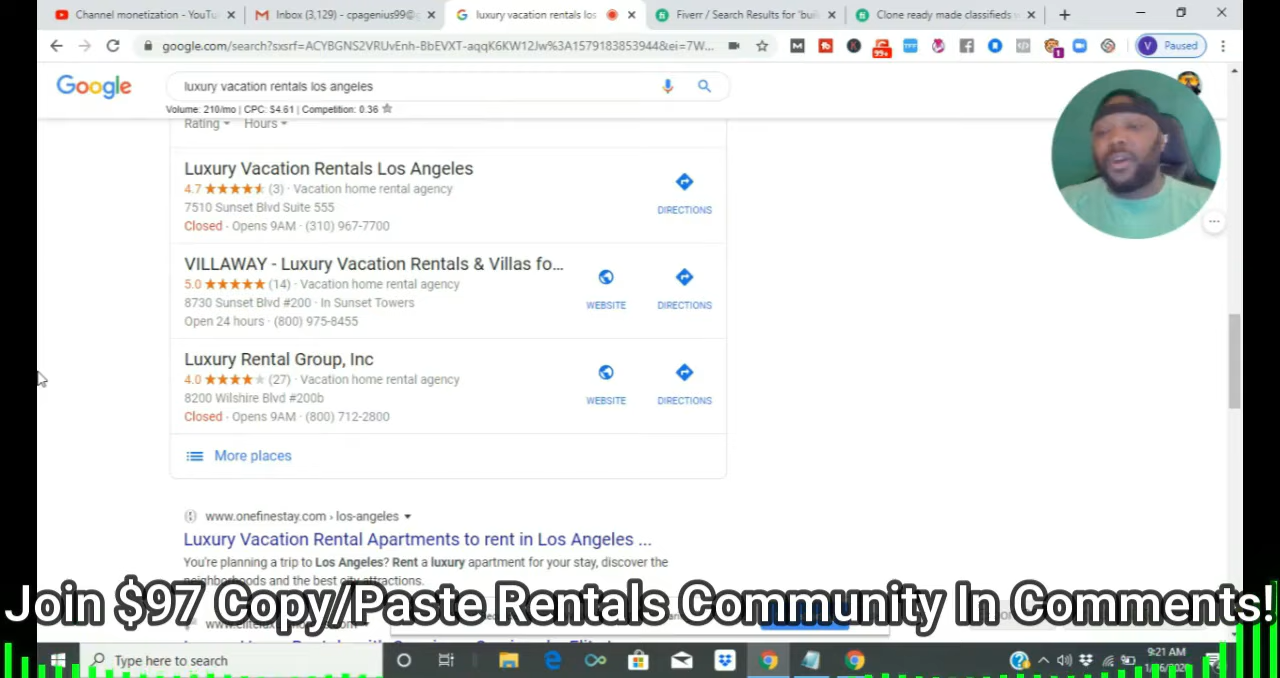 Channel monetization - YouTu
Inbox (3,129) - cpagenius99@g
luxury vacation rentals los
Fiverr / Search Results for 'bui
Clone ready made classifieds w
google.com/search?sxsrf=ACYBGNS2VRUvEnh-BbEVXT-aqqK6KW12Jw%3A1579183853944&ei=7W...
99+
1
V Paused
Google
luxury vacation rentals los angeles
Volume: 210/mo | CPC: $4.61 | Competition: 0.36
Rating Hours
Luxury Vacation Rentals Los Angeles
4.7 (3) · Vacation home rental agency
7510 Sunset Blvd Suite 555
Closed · Opens 9AM · (310) 967-7700
DIRECTIONS
VILLAWAY - Luxury Vacation Rentals & Villas fo...
5.0 (14) · Vacation home rental agency
8730 Sunset Blvd #200 · In Sunset Towers
Open 24 hours · (800) 975-8455
WEBSITE
DIRECTIONS
Luxury Rental Group, Inc
4.0 (27) · Vacation home rental agency
8200 Wilshire Blvd #200b
Closed · Opens 9AM · (800) 712-2800
WEBSITE
DIRECTIONS
More places
www.onefinestay.com › los-angeles
Luxury Vacation Rental Apartments to rent in Los Angeles ...
You're planning a trip to Los Angeles? Rent a luxury apartment for your stay, discover the
neighborhoods and the best city attractions.
Join $97 Copy/Paste Rentals Community In Comments!
Type here to search
9:21 AM